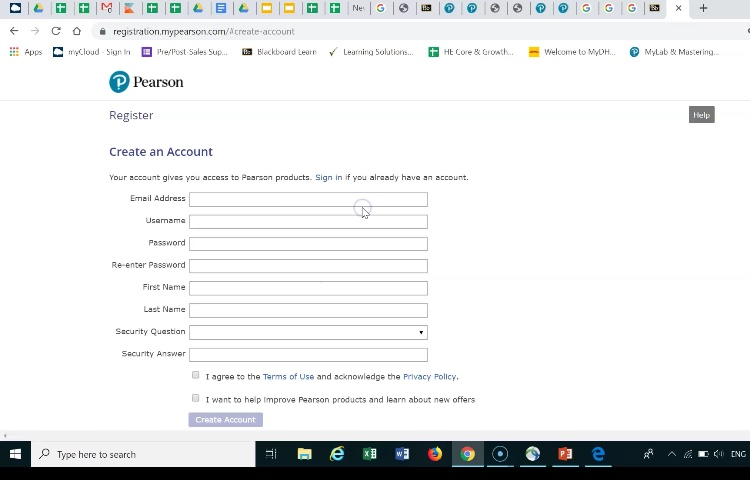 Ne
registration.mypearson.com/#create-account
Apps myCloud - Sign In Pre/Post-Sales Sup... Blackboard Learn Learning Solutions... HE Core & Growth... Welcome to MyDH... MyLab & Mastering...
Pearson
Register
Help
Create an Account
Your account gives you access to Pearson products. Sign in if you already have an account.
Email Address
Username
Password
Re-enter Password
First Name
Last Name
Security Question
Security Answer
I agree to the Terms of Use and acknowledge the Privacy Policy.
I want to help improve Pearson products and learn about new offers
Create Account
Type here to search
ENG